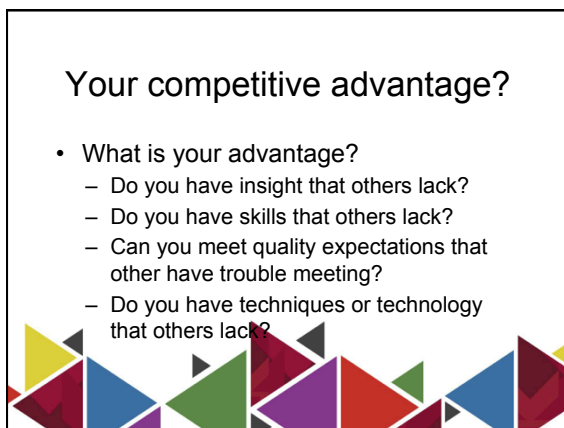 Your competitive advantage?
• What is your advantage?
– Do you have insight that others lack?
– Do you have skills that others lack?
– Can you meet quality expectations that
other have trouble meeting?
– Do you have techniques or technology
that others lack?